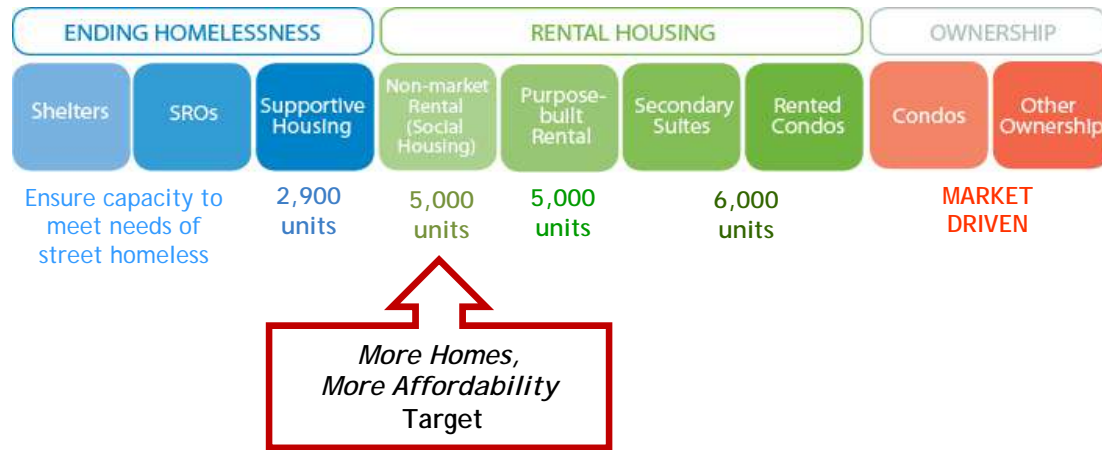 ENDING HOMELESSNESS
RENTAL HOUSING
OWNERSHIP
Shelters
SROs
Supportive
Housing
Non-market
Rental
(Social
Housing)
Purpose-
built
Rental
Secondary
Suites
Rented
Condos
Condos
Other
Ownership
Ensure capacity to
meet needs of
street homeless
2,900
units
5,000
units
5,000
units
6,000
units
MARKET
DRIVEN
More Homes,
More Affordability
Target